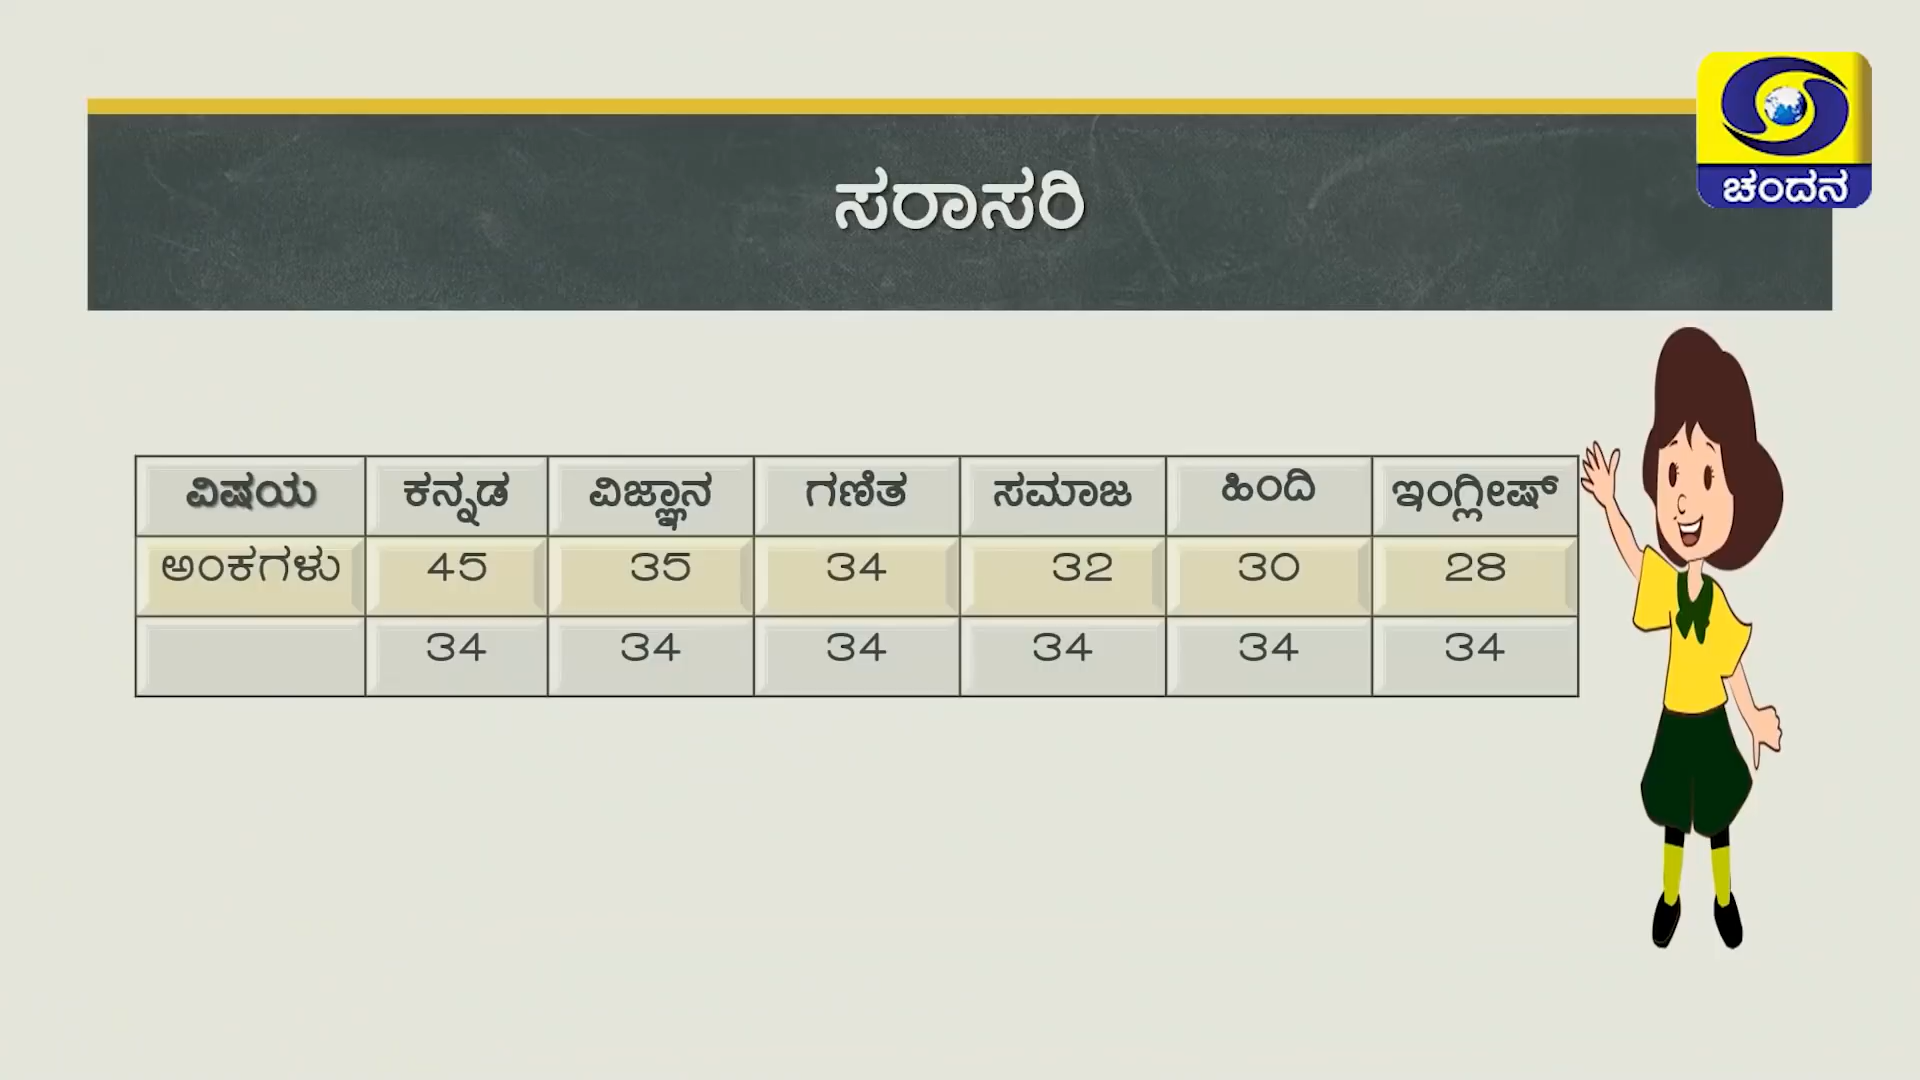 ಚಂದನ
ಸರಾಸರಿ
ವಿಷಯ ಕನ್ನಡ ವಿಜ್ಞಾನ ಗಣಿತ ಸಮಾಜ ಹಿಂದಿ ಇಂಗ್ಲೀಷ್
ಅಂಕಗಳು 45 35 34 32 30 28
34 34 34 34 34 34